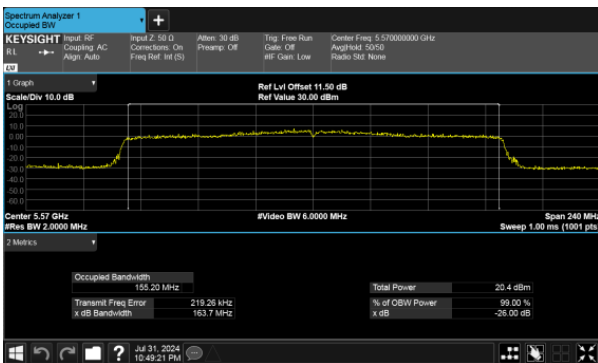 Spectrum Analyzer 1
Occupied BW
KEYSIGHT Input: RF Input Z: 50 Ω Atten: 30 dB Trig: Free Run Center Freq: 5.570000000 GHz
RL Coupling: AC Corrections: On Preamp: Off Gate: Off Avg|Hold: 50/50
Align: Auto Freq Ref: Int (S) #IF Gain: Low Radio Std: None
LXI
1 Graph Ref Lvl Offset 11.50 dB
Scale/Div 10.0 dB Ref Value 30.00 dBm
Log
20.0
10.0
0.00
-10.0
-20.0
-30.0
-40.0
-50.0
-60.0
Center 5.57 GHz #Video BW 6.0000 MHz Span 240 MHz
#Res BW 2.0000 MHz Sweep 1.00 ms (1001 pts
2 Metrics
Occupied Bandwidth
155.20 MHz Total Power 20.4 dBm
Transmit Freq Error 219.26 kHz % of OBW Power 99.00 %
x dB Bandwidth 163.7 MHz x dB -26.00 dB
? Jul 31, 2024
10:49:21 PM